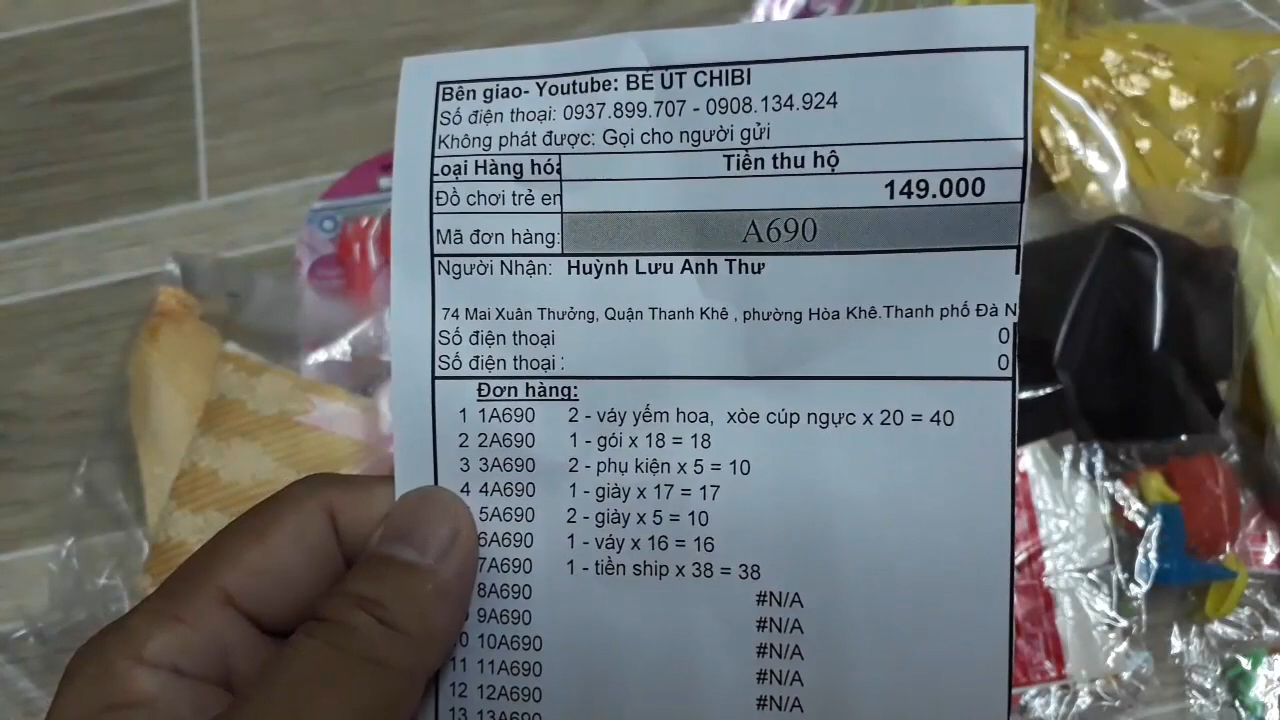 Bên giao- Youtube: BÉ ÚT CHIBI
Số điện thoại: 0937.899.707 - 0908.134.924
Không phát được: Gọi cho người gửi
Loại Hàng hóa Tiền thu hộ
Đồ chơi trẻ em 149.000
Mã đơn hàng: A690
Người Nhận: Huỳnh Lưu Anh Thư
74 Mai Xuân Thưởng, Quận Thanh Khê , phường Hòa Khê.Thanh phố Đà N
Số điện thoại 0
Số điện thoại : 0
Đơn hàng:
1 1A690 2 - váy yếm hoa, xòe cúp ngực x 20 = 40
2 2A690 1 - gói x 18 = 18
3 3A690 2 - phụ kiện x 5 = 10
4 4A690 1 - giày x 17 = 17
5A690 2 - giày x 5 = 10
6A690 1 - váy x 16 = 16
7A690 1 - tiền ship x 38 = 38
8A690 #N/A
9A690 #N/A
10A690 #N/A
11 11A690 #N/A
12 12A690 #N/A
13 13A690